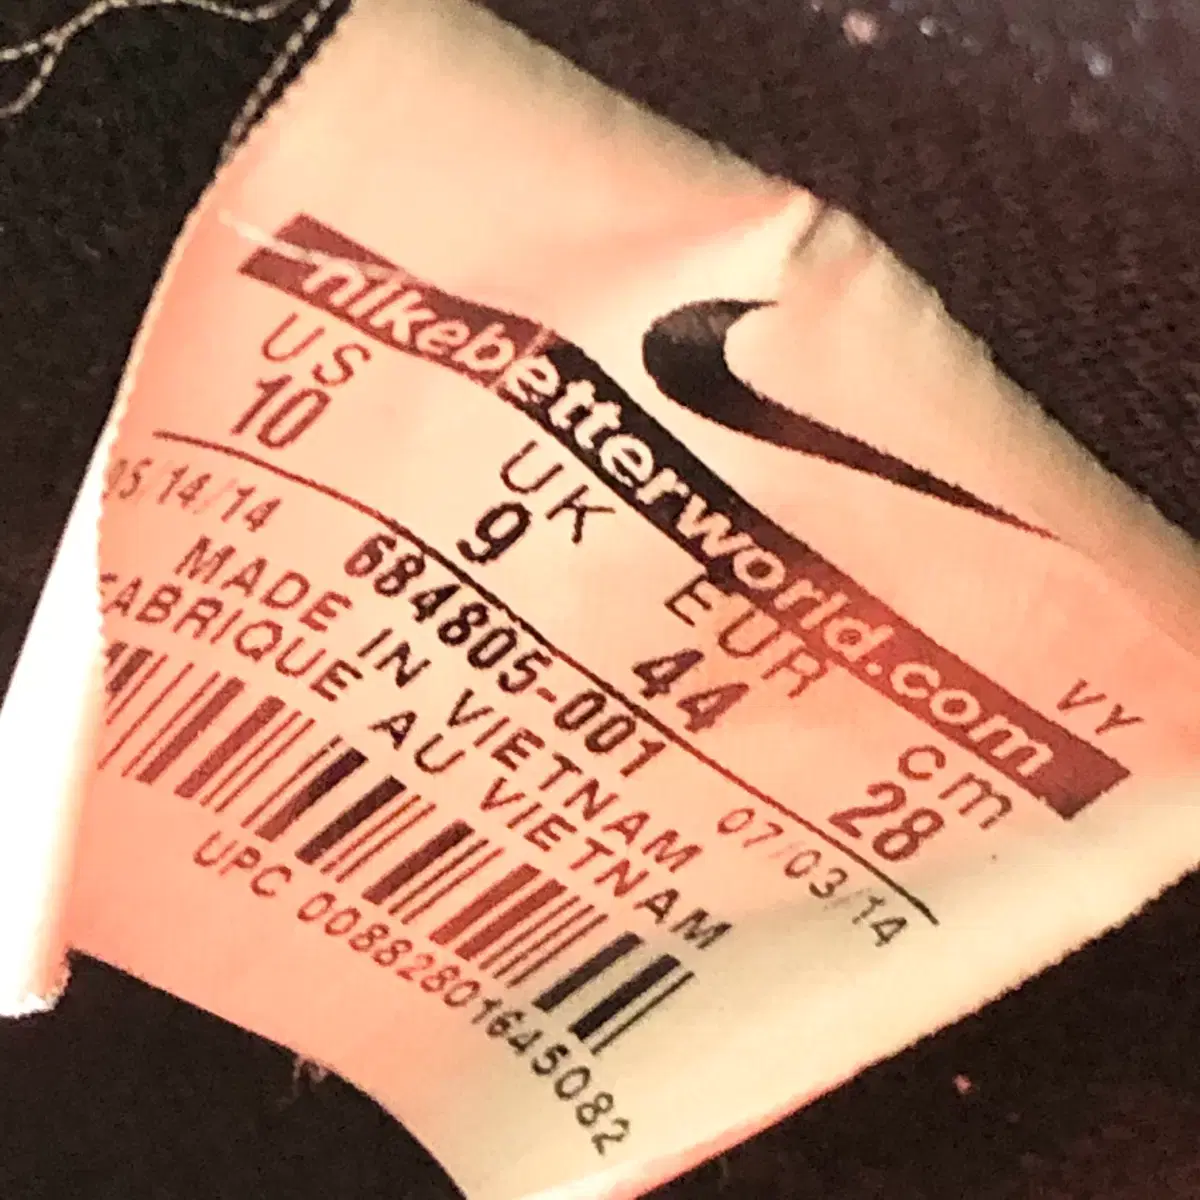 nikebetterworld.com
VY
US UK EUR cm
10 9 44 28
05/14/14 684805-001 07/03/14
MADE IN VIETNAM
FABRIQUE AU VIETNAM
UPC 00882801645082